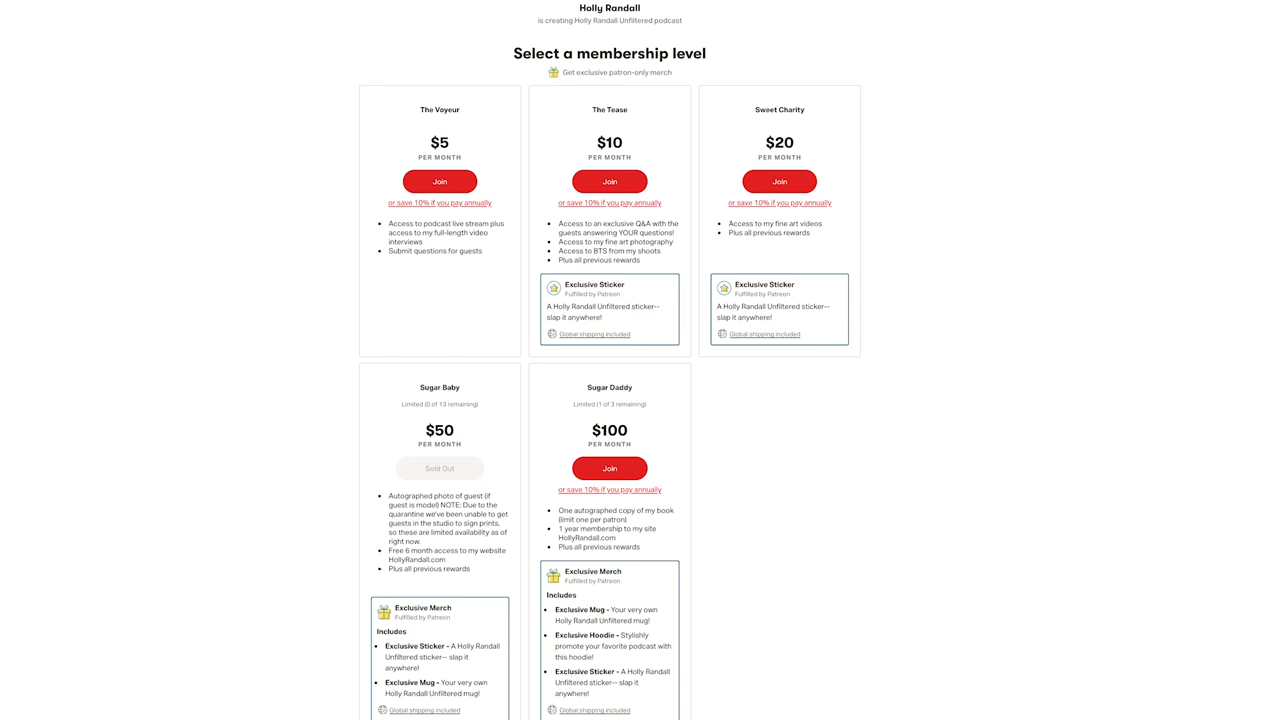 Holly Randall
is creating Holly Randall Unfiltered podcast
Select a membership level
Get exclusive patron-only merch
The Voyeur
$5
PER MONTH
Join
or save 10% if you pay annually
Access to podcast live stream plus
access to my full-length video
interviews
Submit questions for guests
The Tease
$10
PER MONTH
Join
or save 10% if you pay annually
Access to an exclusive Q&A with the
guests answering YOUR questions!
Access to my fine art photography
Access to BTS from my shoots
Plus all previous rewards
Exclusive Sticker
Fulfilled by Patreon
A Holly Randall Unfiltered sticker--
slap it anywhere!
Global shipping included
Sweet Charity
$20
PER MONTH
Join
or save 10% if you pay annually
Access to my fine art videos
Plus all previous rewards
Exclusive Sticker
Fulfilled by Patreon
A Holly Randall Unfiltered sticker--
slap it anywhere!
Global shipping included
Sugar Baby
Limited (0 of 13 remaining)
$50
PER MONTH
Sold Out
Autographed photo of guest (if
guest is model) NOTE: Due to the
quarantine we've been unable to get
guests in the studio to sign prints,
so these are limited availability as of
right now.
Free 6 month access to my website
HollyRandall.com
Plus all previous rewards
Exclusive Merch
Fulfilled by Patreon
Includes
Exclusive Sticker - A Holly Randall
Unfiltered sticker-- slap it
anywhere!
Exclusive Mug - Your very own
Holly Randall Unfiltered mug!
Global shipping included
Sugar Daddy
Limited (1 of 3 remaining)
$100
PER MONTH
Join
or save 10% if you pay annually
One autographed copy of my book
(limit one per patron)
1 year membership to my site
HollyRandall.com
Plus all previous rewards
Exclusive Merch
Fulfilled by Patreon
Includes
Exclusive Mug - Your very own
Holly Randall Unfiltered mug!
Exclusive Hoodie - Stylishly
promote your favorite podcast with
this hoodie!
Exclusive Sticker - A Holly Randall
Unfiltered sticker-- slap it
anywhere!
Global shipping included